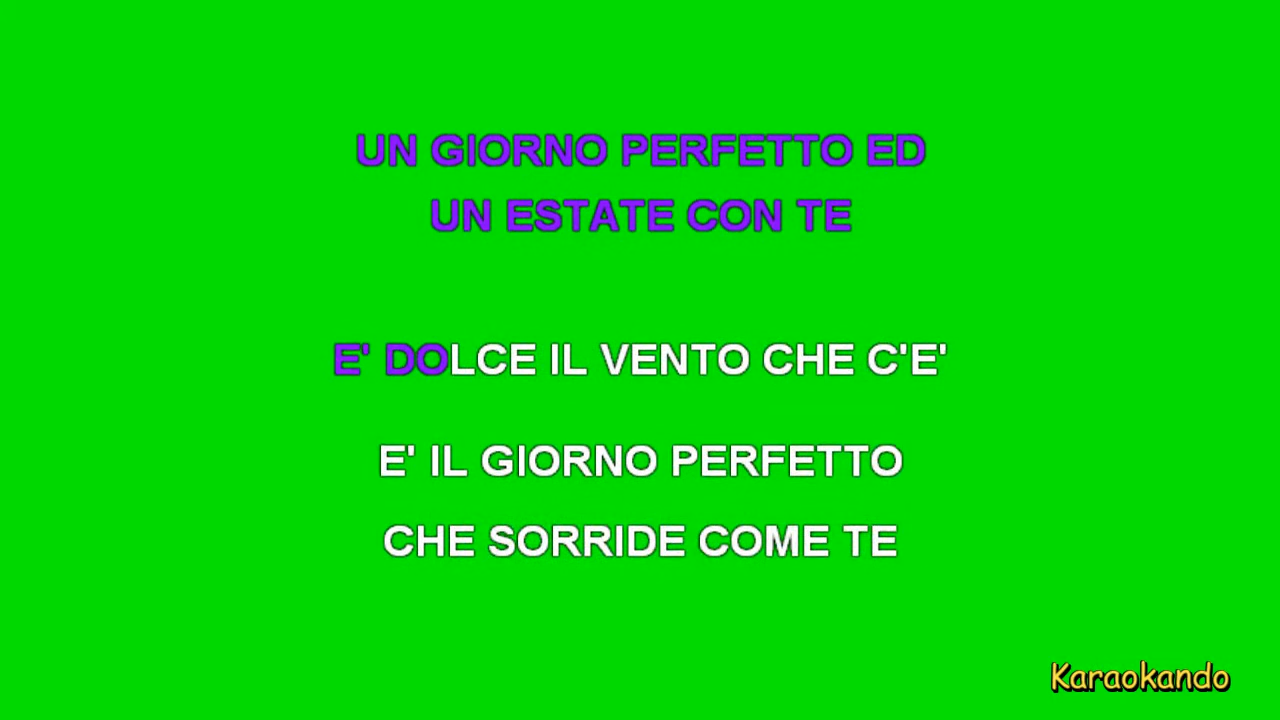 UN GIORNO PERFETTO ED
UN ESTATE CON TE
E' DOLCE IL VENTO CHE C'E'
E' IL GIORNO PERFETTO
CHE SORRIDE COME TE
Karaokando